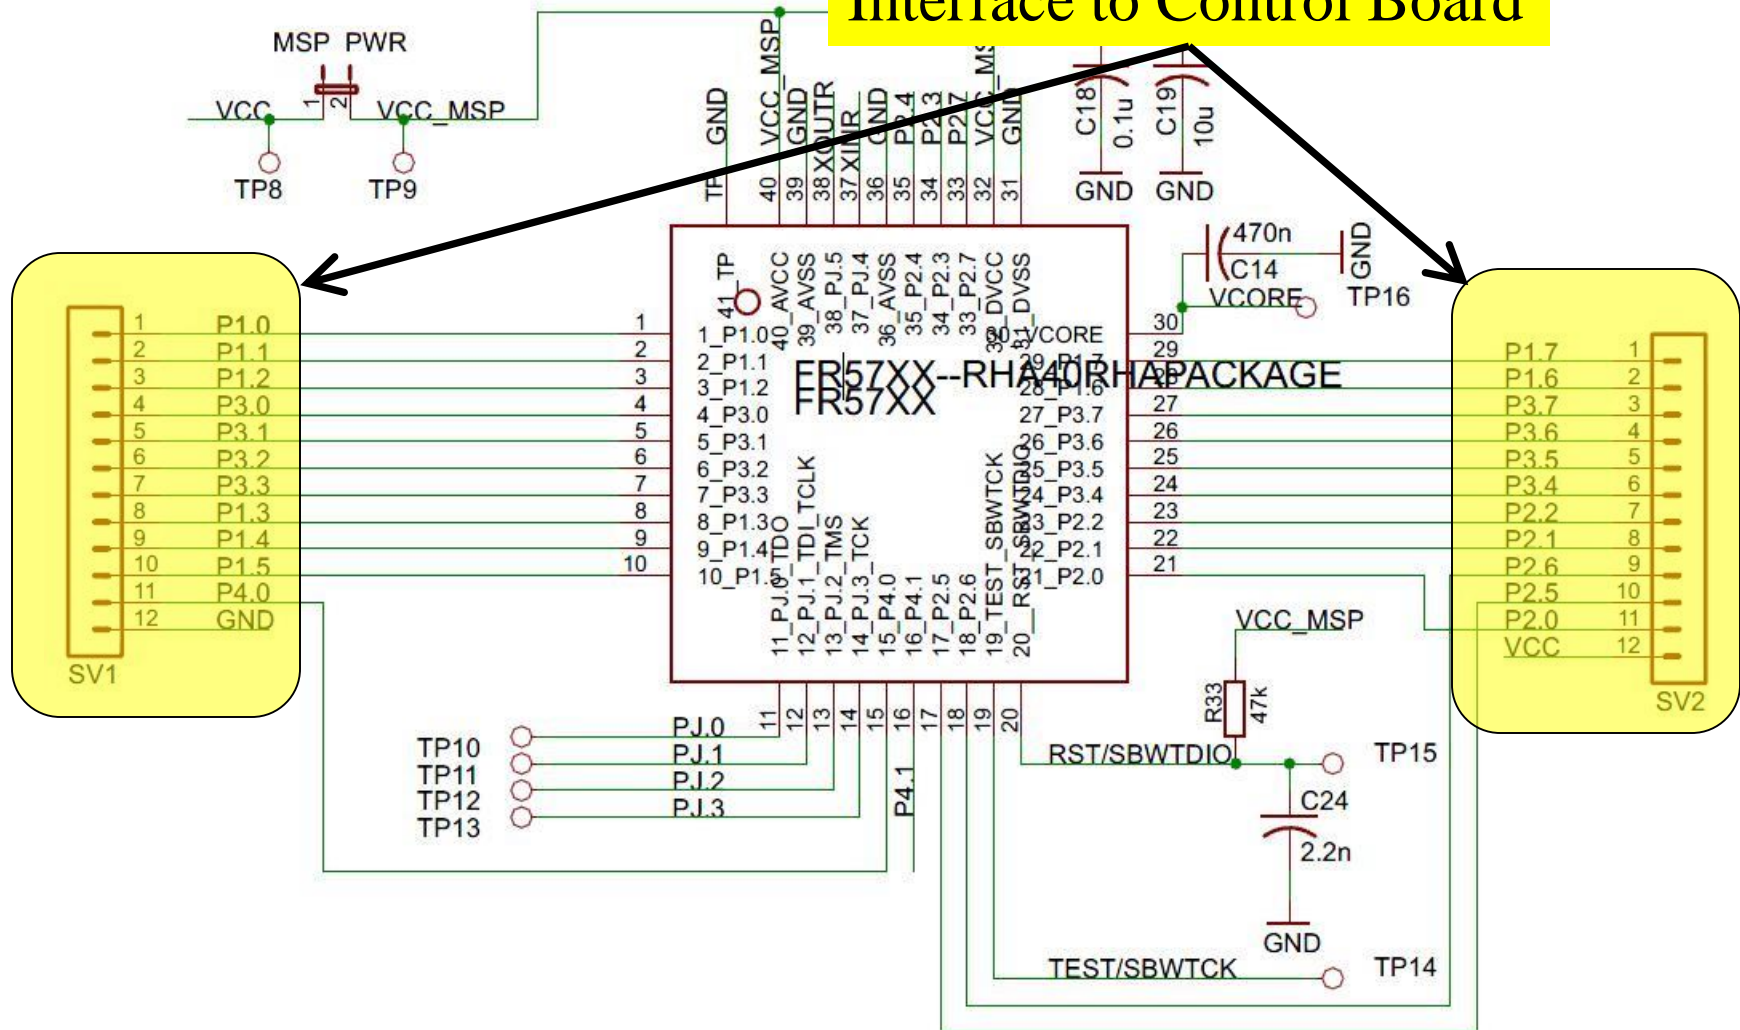 Interface to Control Board
MSP PWR
1
2
VCC
VCC_MSP
TP8
TP9
GND
VCC_MSP
GND
XOUTR
XINR
GND
P2.4
P2.3
P2.7
GND
TP
40
39
38
37
36
35
34
33
32
31
C18
0.1u
C19
10u
GND
GND
470n
C14
GND
VCORE
TP16
41_TP
40_AVCC
39_AVSS
38_PJ.5
37_PJ.4
36_AVSS
35_P2.4
34_P2.3
33_P2.7
32_DVCC
31_DVSS
1 P1.0
2 P1.1
3 P1.2
4 P3.0
5 P3.1
6 P3.2
7 P3.3
8 P1.3
9 P1.4
10 P1.5
11 P4.0
12 GND
SV1
1 1_P1.0
2 2_P1.1
3 3_P1.2
4 4_P3.0
5 5_P3.1
6 6_P3.2
7 7_P3.3
8 8_P1.3
9 9_P1.4
10 10_P1.5
FR57XX--RHA40RHAPACKAGE
FR57XX
30_VCORE 30
29_P1.7 29
28_P1.6 28
27_P3.7 27
26_P3.6 26
25_P3.5 25
24_P3.4 24
23_P2.2 23
22_P2.1 22
21_P2.0 21
P1.7 1
P1.6 2
P3.7 3
P3.6 4
P3.5 5
P3.4 6
P2.2 7
P2.1 8
P2.6 9
P2.5 10
P2.0 11
VCC 12
SV2
11_PJ.0_TDO
12_PJ.1_TDI_TCLK
13_PJ.2_TMS
14_PJ.3_TCK
15_P4.0
16_P4.1
17_P2.5
18_P2.6
19_TEST_SBWTCK
20__RST_SBWTDIO
11
12
13
14
15
16
17
18
19
20
VCC_MSP
R33
47k
TP10
PJ.0
TP11
PJ.1
TP12
PJ.2
TP13
PJ.3
P4.1
RST/SBWTDIO
TP15
C24
2.2n
GND
TEST/SBWTCK
TP14